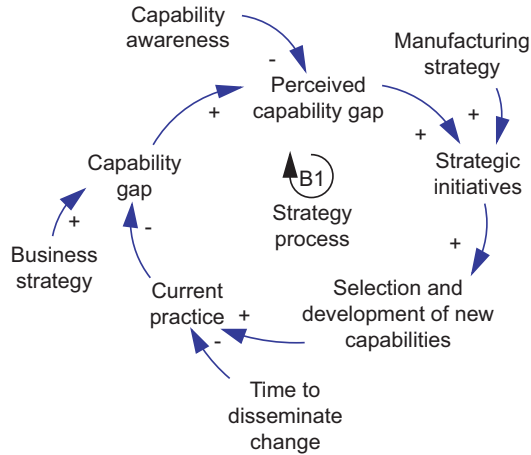 Capability
awareness
Manufacturing
strategy
-
Perceived
capability gap
+
+
+
Strategic
initiatives
Capability
gap
B1
Strategy
process
+
-
+
Business
strategy
Current
practice
+
-
Selection and
development of new
capabilities
Time to
disseminate
change